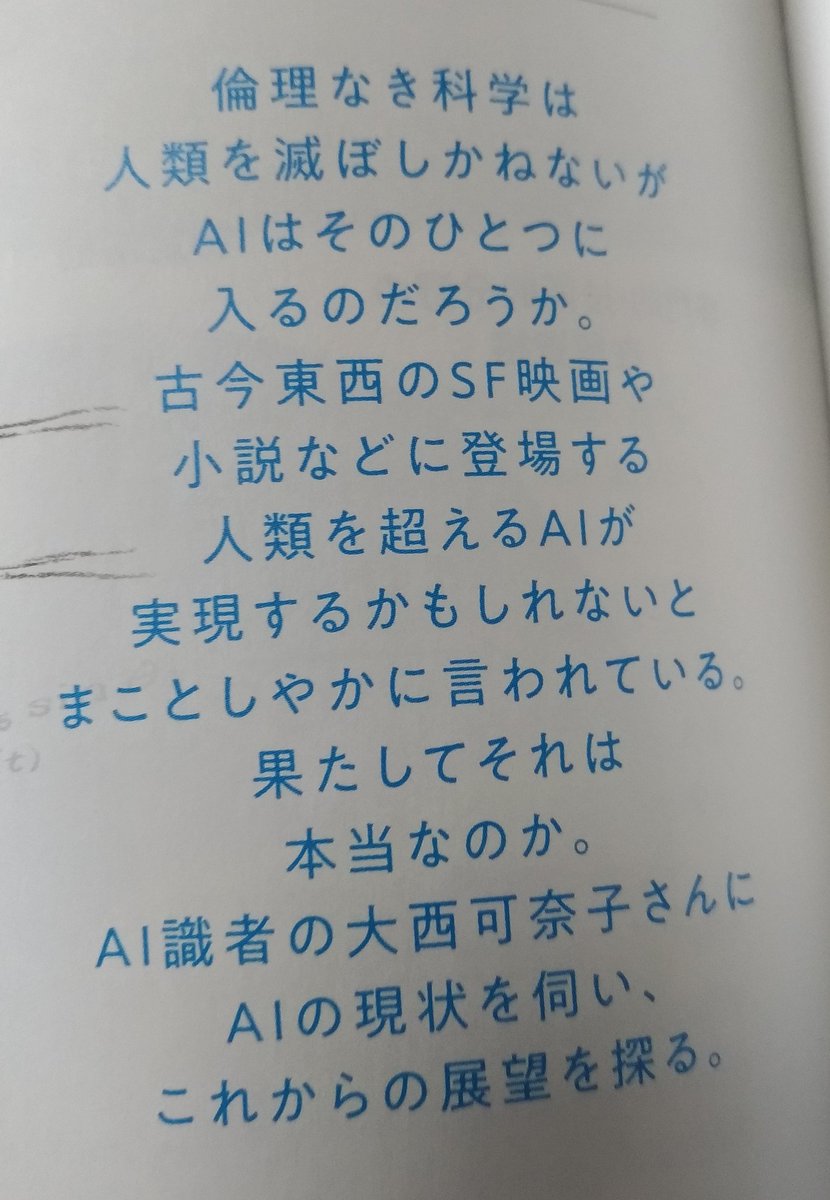 倫理なき科学は
人類を滅ぼしかねないが
AIはそのひとつに
入るのだろうか。
古今東西のSF映画や
小説などに登場する
人類を超えるAIが
実現するかもしれないと
まことしやかに言われている。
果たしてそれは
本当なのか。
AI識者の大西可奈子さんに
AIの現状を伺い、
これからの展望を探る。